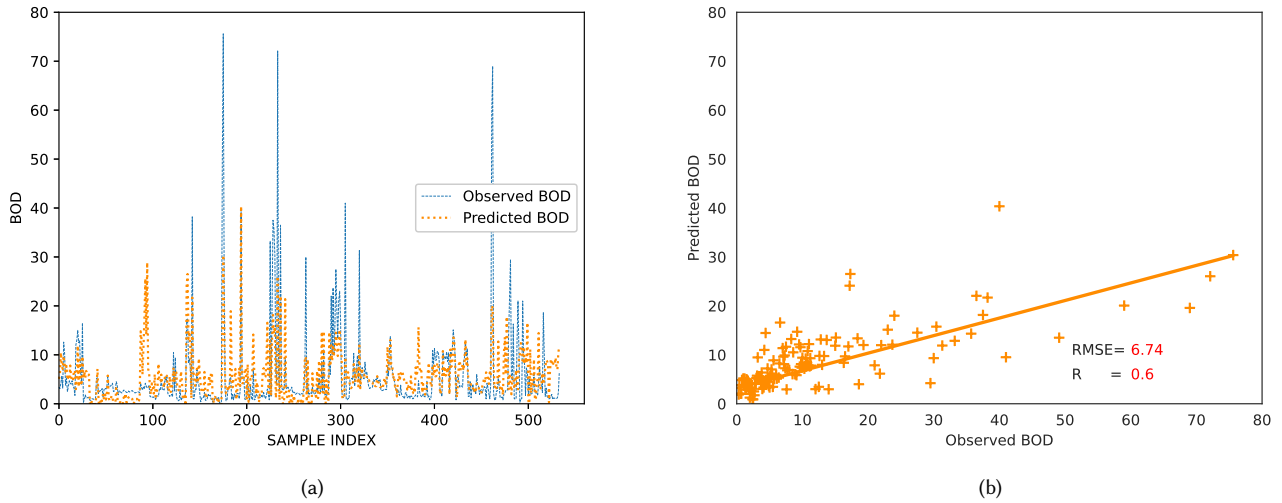 80
70
60
50
40
30
20
10
0
BOD
Observed BOD
Predicted BOD
0 100 200 300 400 500
SAMPLE INDEX
(a)
80
70
60
50
40
30
20
10
0
Predicted BOD
RMSE= 6.74
R = 0.6
0 10 20 30 40 50 60 70 80
Observed BOD
(b)